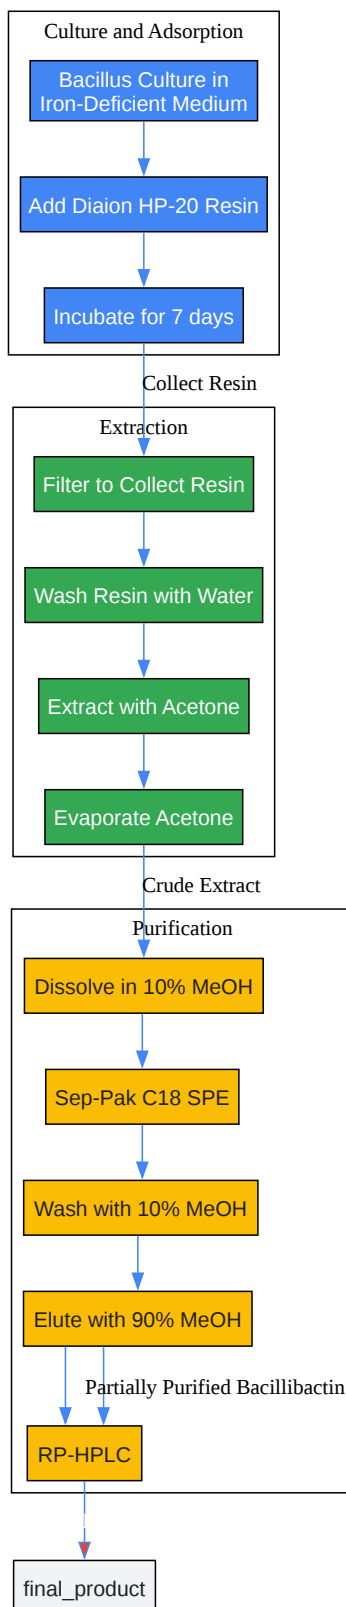 Culture and Adsorption
Bacillus Culture in
Iron-Deficient Medium
Add Diaion HP-20 Resin
Incubate for 7 days
Collect Resin
Extraction
Filter to Collect Resin
Wash Resin with Water
Extract with Acetone
Evaporate Acetone
Crude Extract
Purification
Dissolve in 10% MeOH
Sep-Pak C18 SPE
Wash with 10% MeOH
Elute with 90% MeOH
Partially Purified Bacillibactin
RP-HPLC
final_product